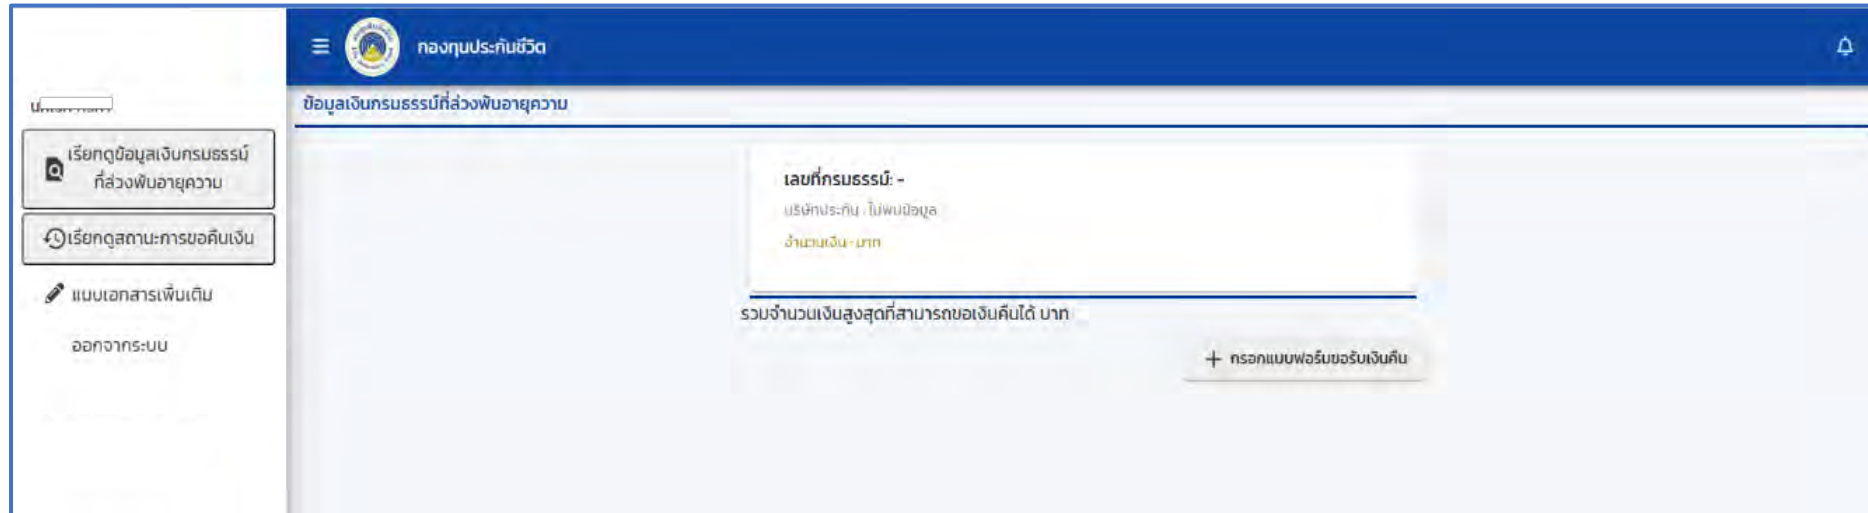 กองทุนประกันชีวิต
ข้อมูลเงินกรมธรรม์ที่ล่วงพ้นอายุความ
เรียกดูข้อมูลเงินกรมธรรม์
ที่ล่วงพ้นอายุความ
เรียกดูสถานะการขอคืนเงิน
แนบเอกสารเพิ่มเติม
ออกจากระบบ
เลขที่กรมธรรม์: -
บริษัทประกัน : ไม่พบข้อมูล
จำนวนเงิน - บาท
รวมจำนวนเงินสูงสุดที่สามารถขอเงินคืนได้ บาท
+ กรอกแบบฟอร์มขอรับเงินคืน